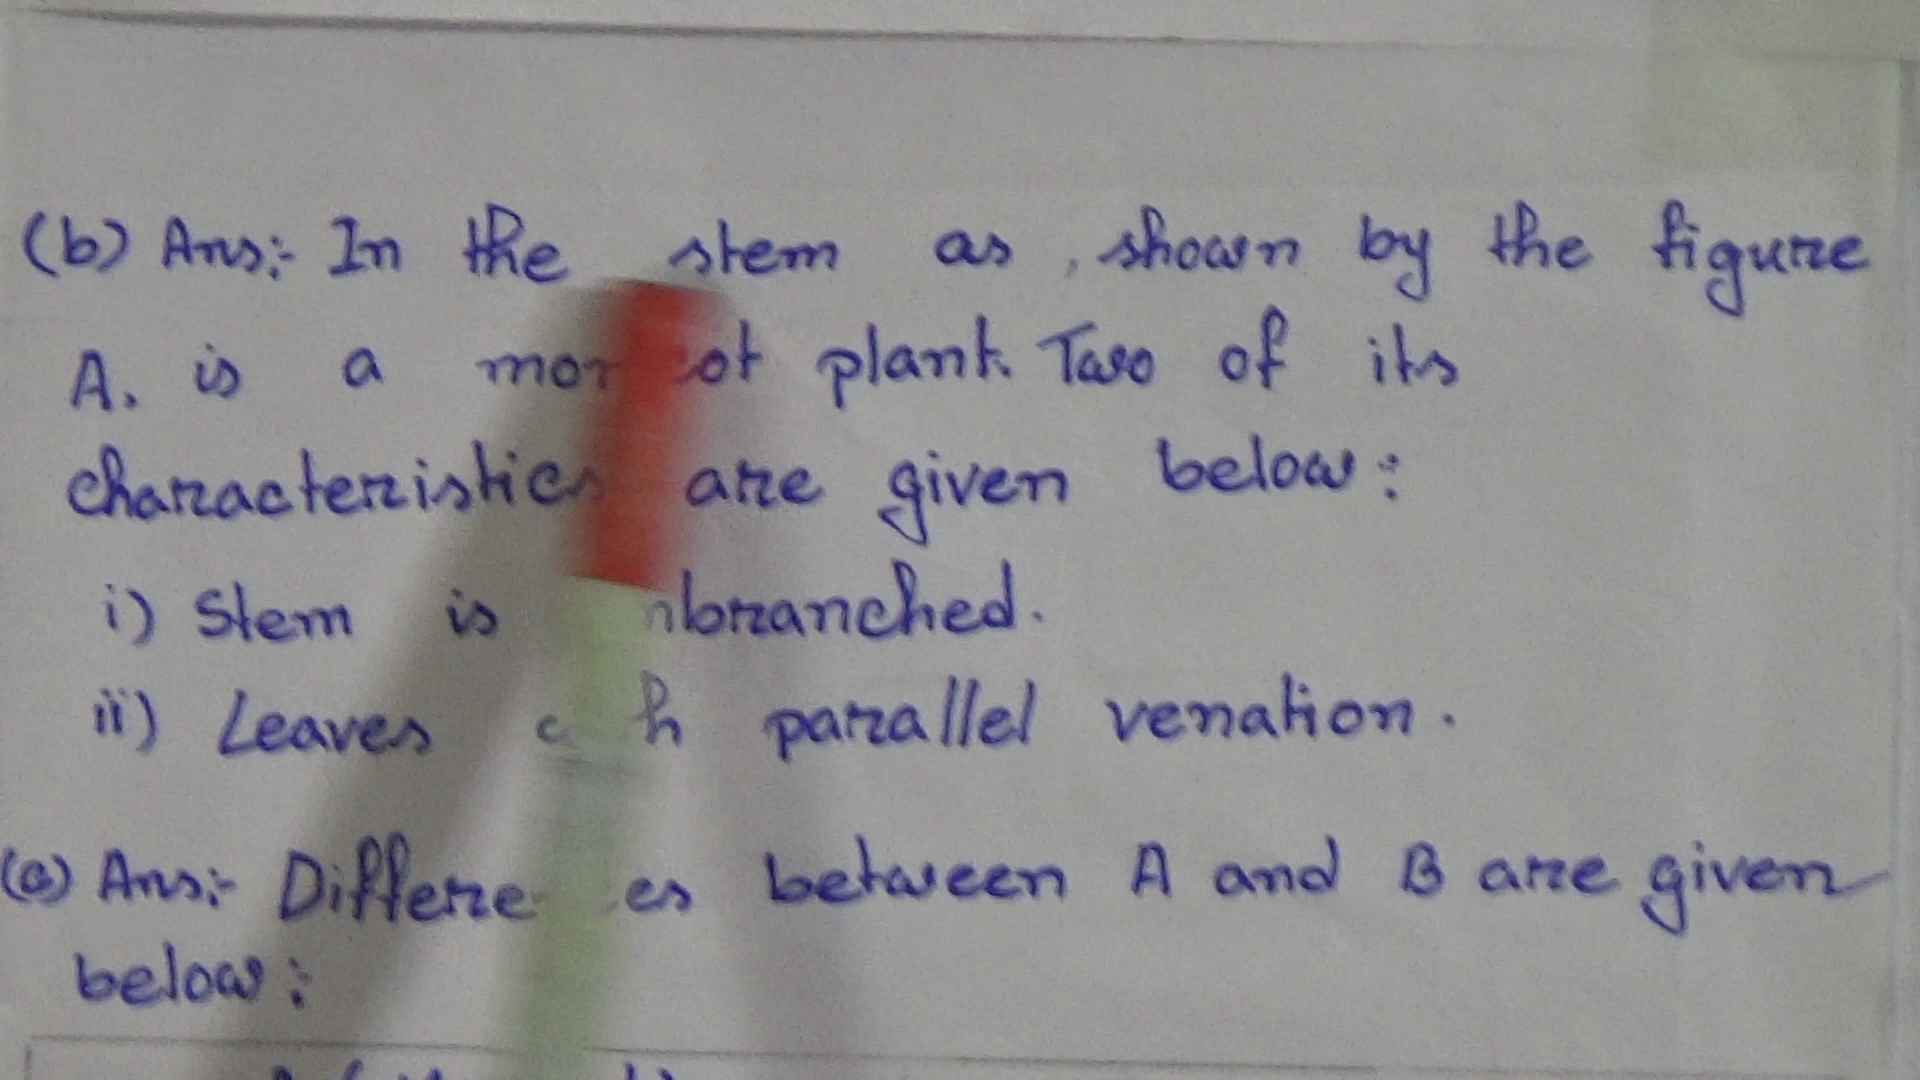 (b) Ans:- In the stem as, shown by the figure
A. is a plant. Two of its
characteristics are given below:
i) Stem is
ii) Leaves parallel venation.
(c) Ans:- between A and B are given
below: